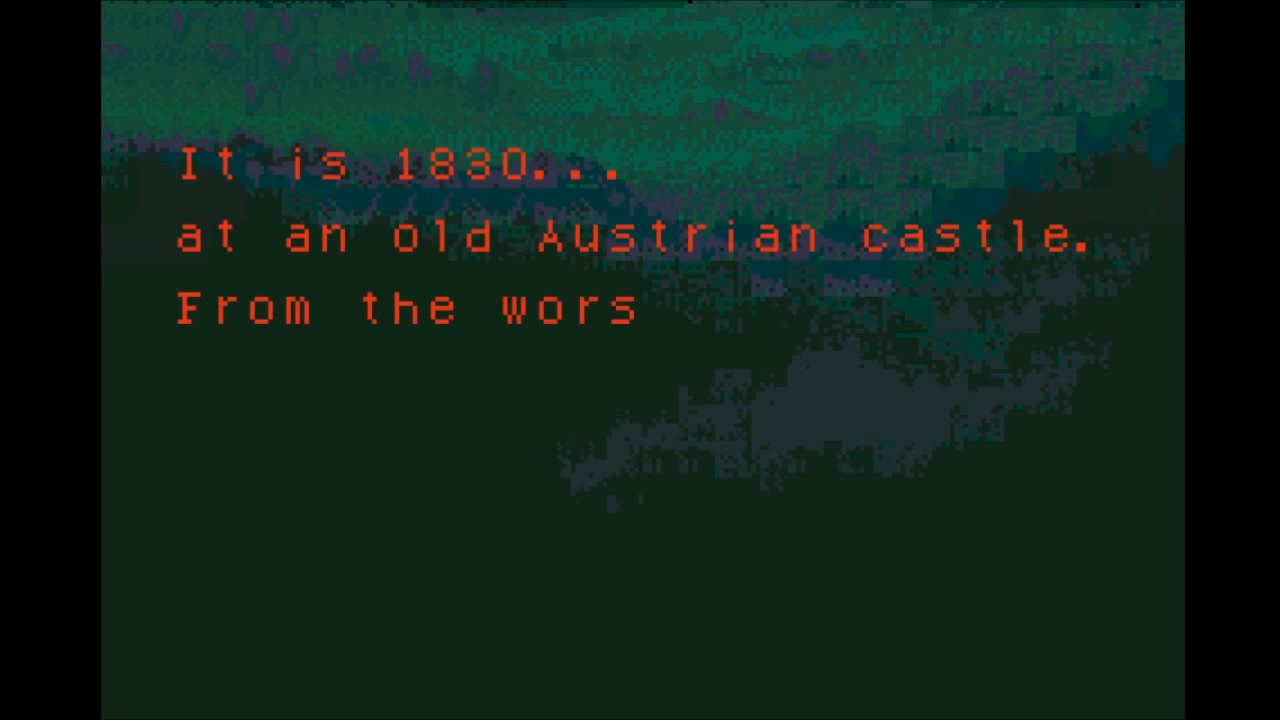 It is 1830...
at an old Austrian castle.
From the wors